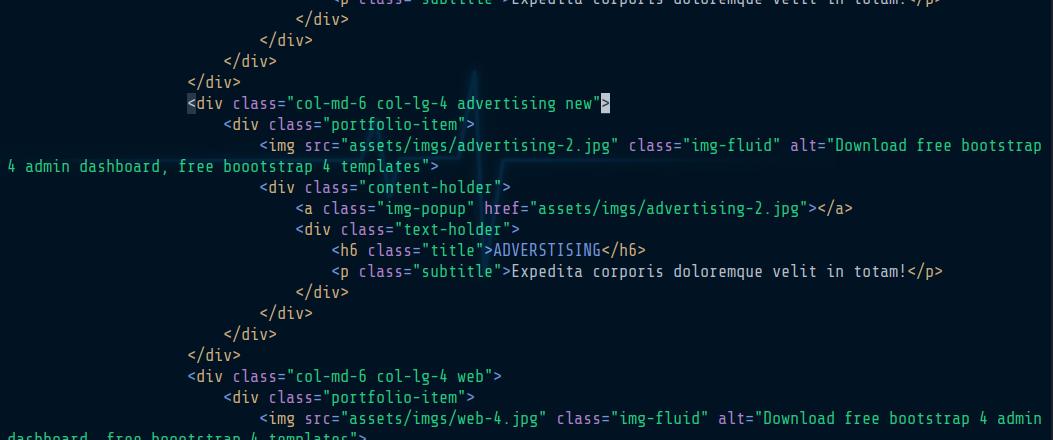 <p class="subtitle">Expedita corporis doloremque velit in totam!</p>
</div>
</div>
</div>
</div>
<div class="col-md-6 col-lg-4 advertising new">
<div class="portfolio-item">
<img src="assets/imgs/advertising-2.jpg" class="img-fluid" alt="Download free bootstrap
4 admin dashboard, free boootstrap 4 templates">
<div class="content-holder">
<a class="img-popup" href="assets/imgs/advertising-2.jpg"></a>
<div class="text-holder">
<h6 class="title">ADVERSTISING</h6>
<p class="subtitle">Expedita corporis doloremque velit in totam!</p>
</div>
</div>
</div>
</div>
<div class="col-md-6 col-lg-4 web">
<div class="portfolio-item">
<img src="assets/imgs/web-4.jpg" class="img-fluid" alt="Download free bootstrap 4 admin
dashboard, free boootstrap 4 templates">